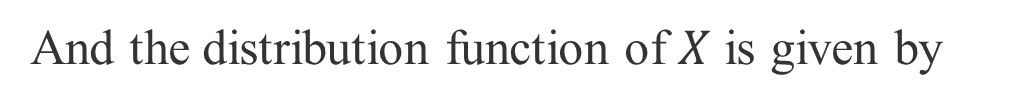 And the distribution function of X is given by